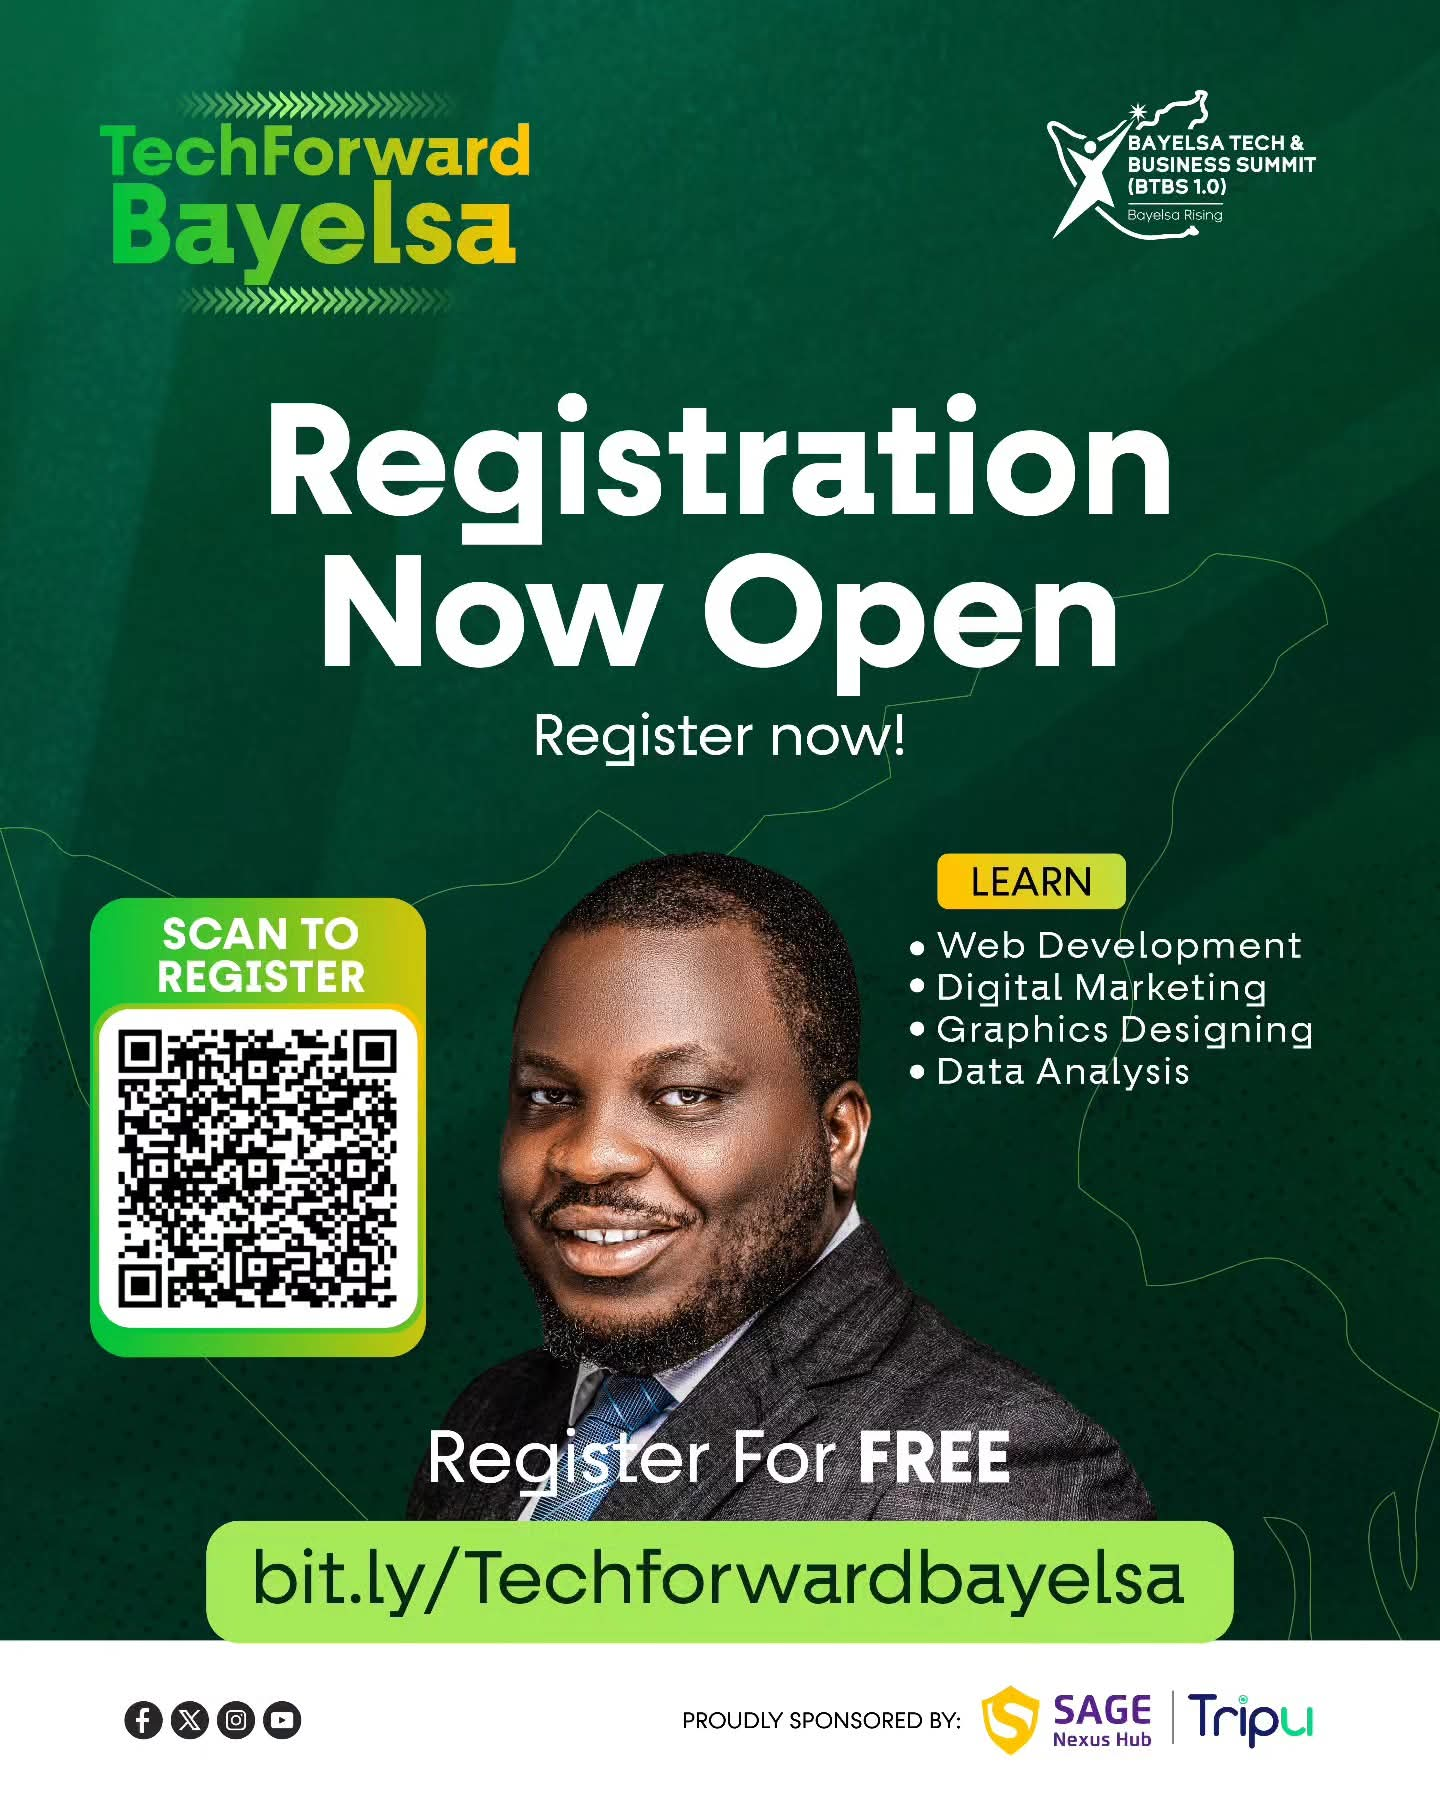 TechForward
Bayelsa
BAYELSA TECH &
BUSINESS SUMMIT
(BTBS 1.0)
Bayelsa Rising
Registration
Now Open
Register now!
SCAN TO
REGISTER
LEARN
• Web Development
• Digital Marketing
• Graphics Designing
• Data Analysis
Register For FREE
bit.ly/Techforwardbayelsa
PROUDLY SPONSORED BY:
SAGE
Nexus Hub
Tripu